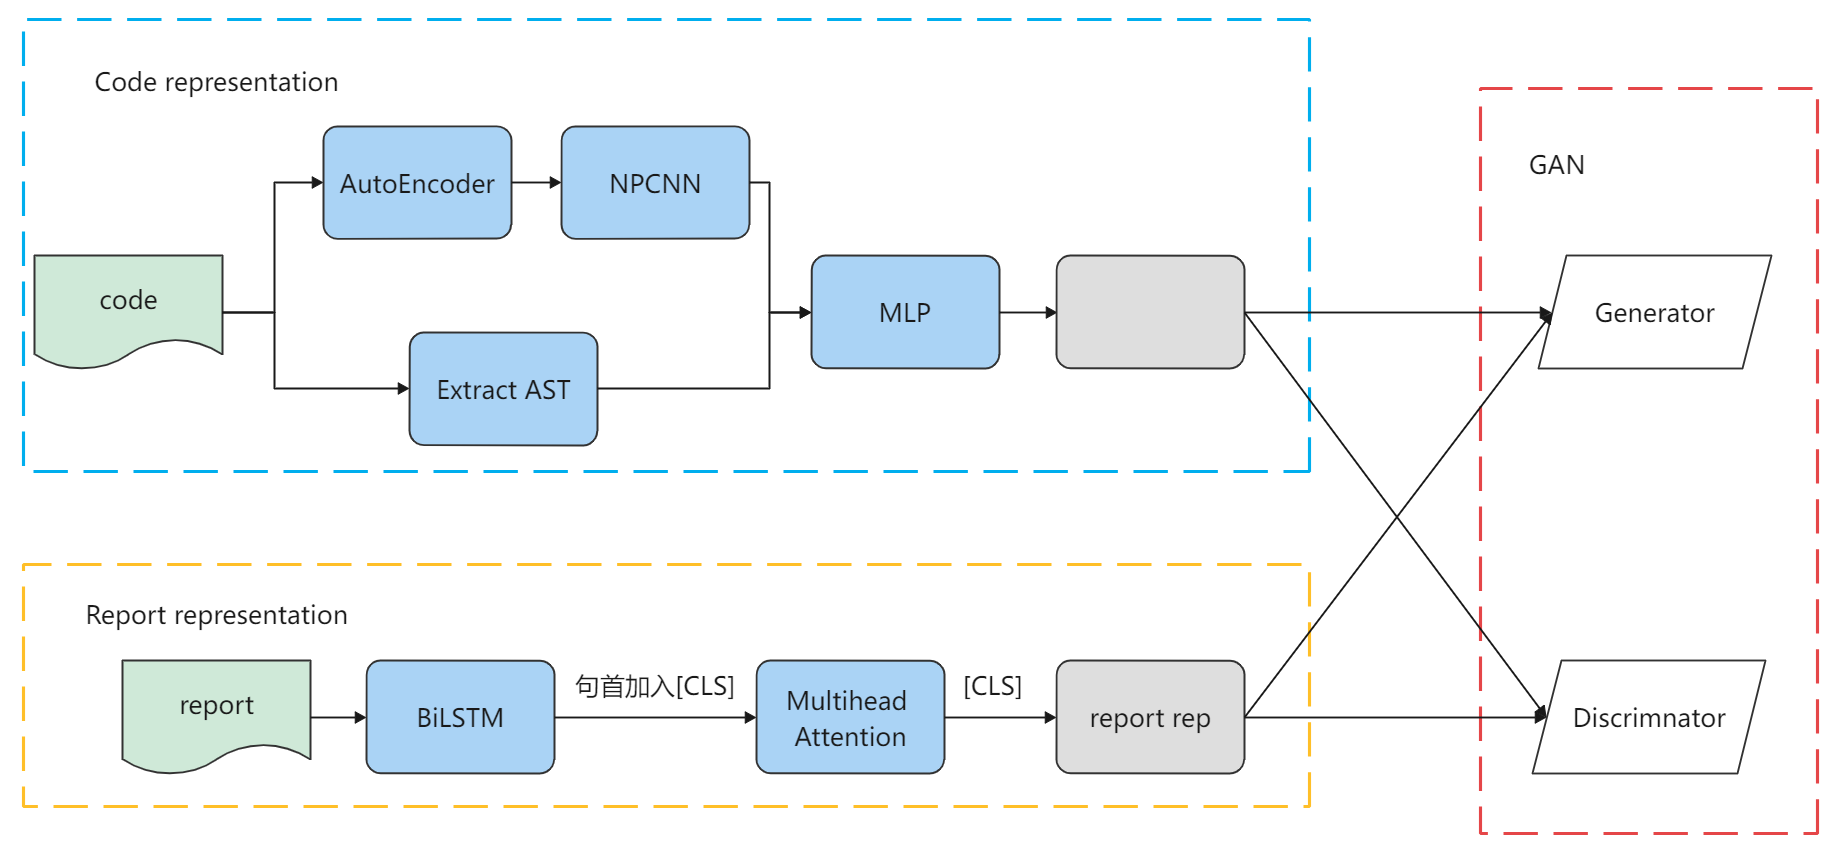 Code representation
AutoEncoder
NPCNN
code
MLP
Extract AST
GAN
Generator
Report representation
report
BiLSTM
句首加入[CLS]
Multihead
Attention
[CLS]
report rep
Discrimnator